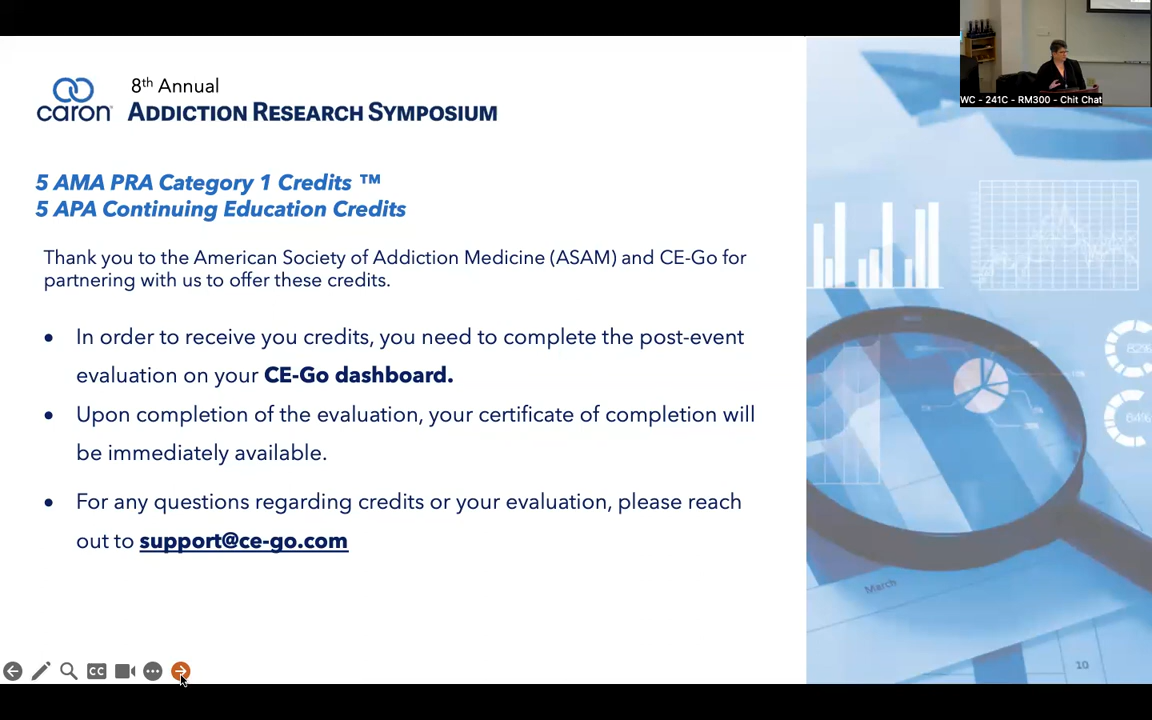 WC - 241C - RM300 - Chit Chat
caron
8th Annual
ADDICTION RESEARCH SYMPOSIUM
5 AMA PRA Category 1 Credits ™
5 APA Continuing Education Credits
Thank you to the American Society of Addiction Medicine (ASAM) and CE-Go for
partnering with us to offer these credits.
• In order to receive you credits, you need to complete the post-event
evaluation on your CE-Go dashboard.
• Upon completion of the evaluation, your certificate of completion will
be immediately available.
• For any questions regarding credits or your evaluation, please reach
out to support@ce-go.com
82%
64%
March
10
CC